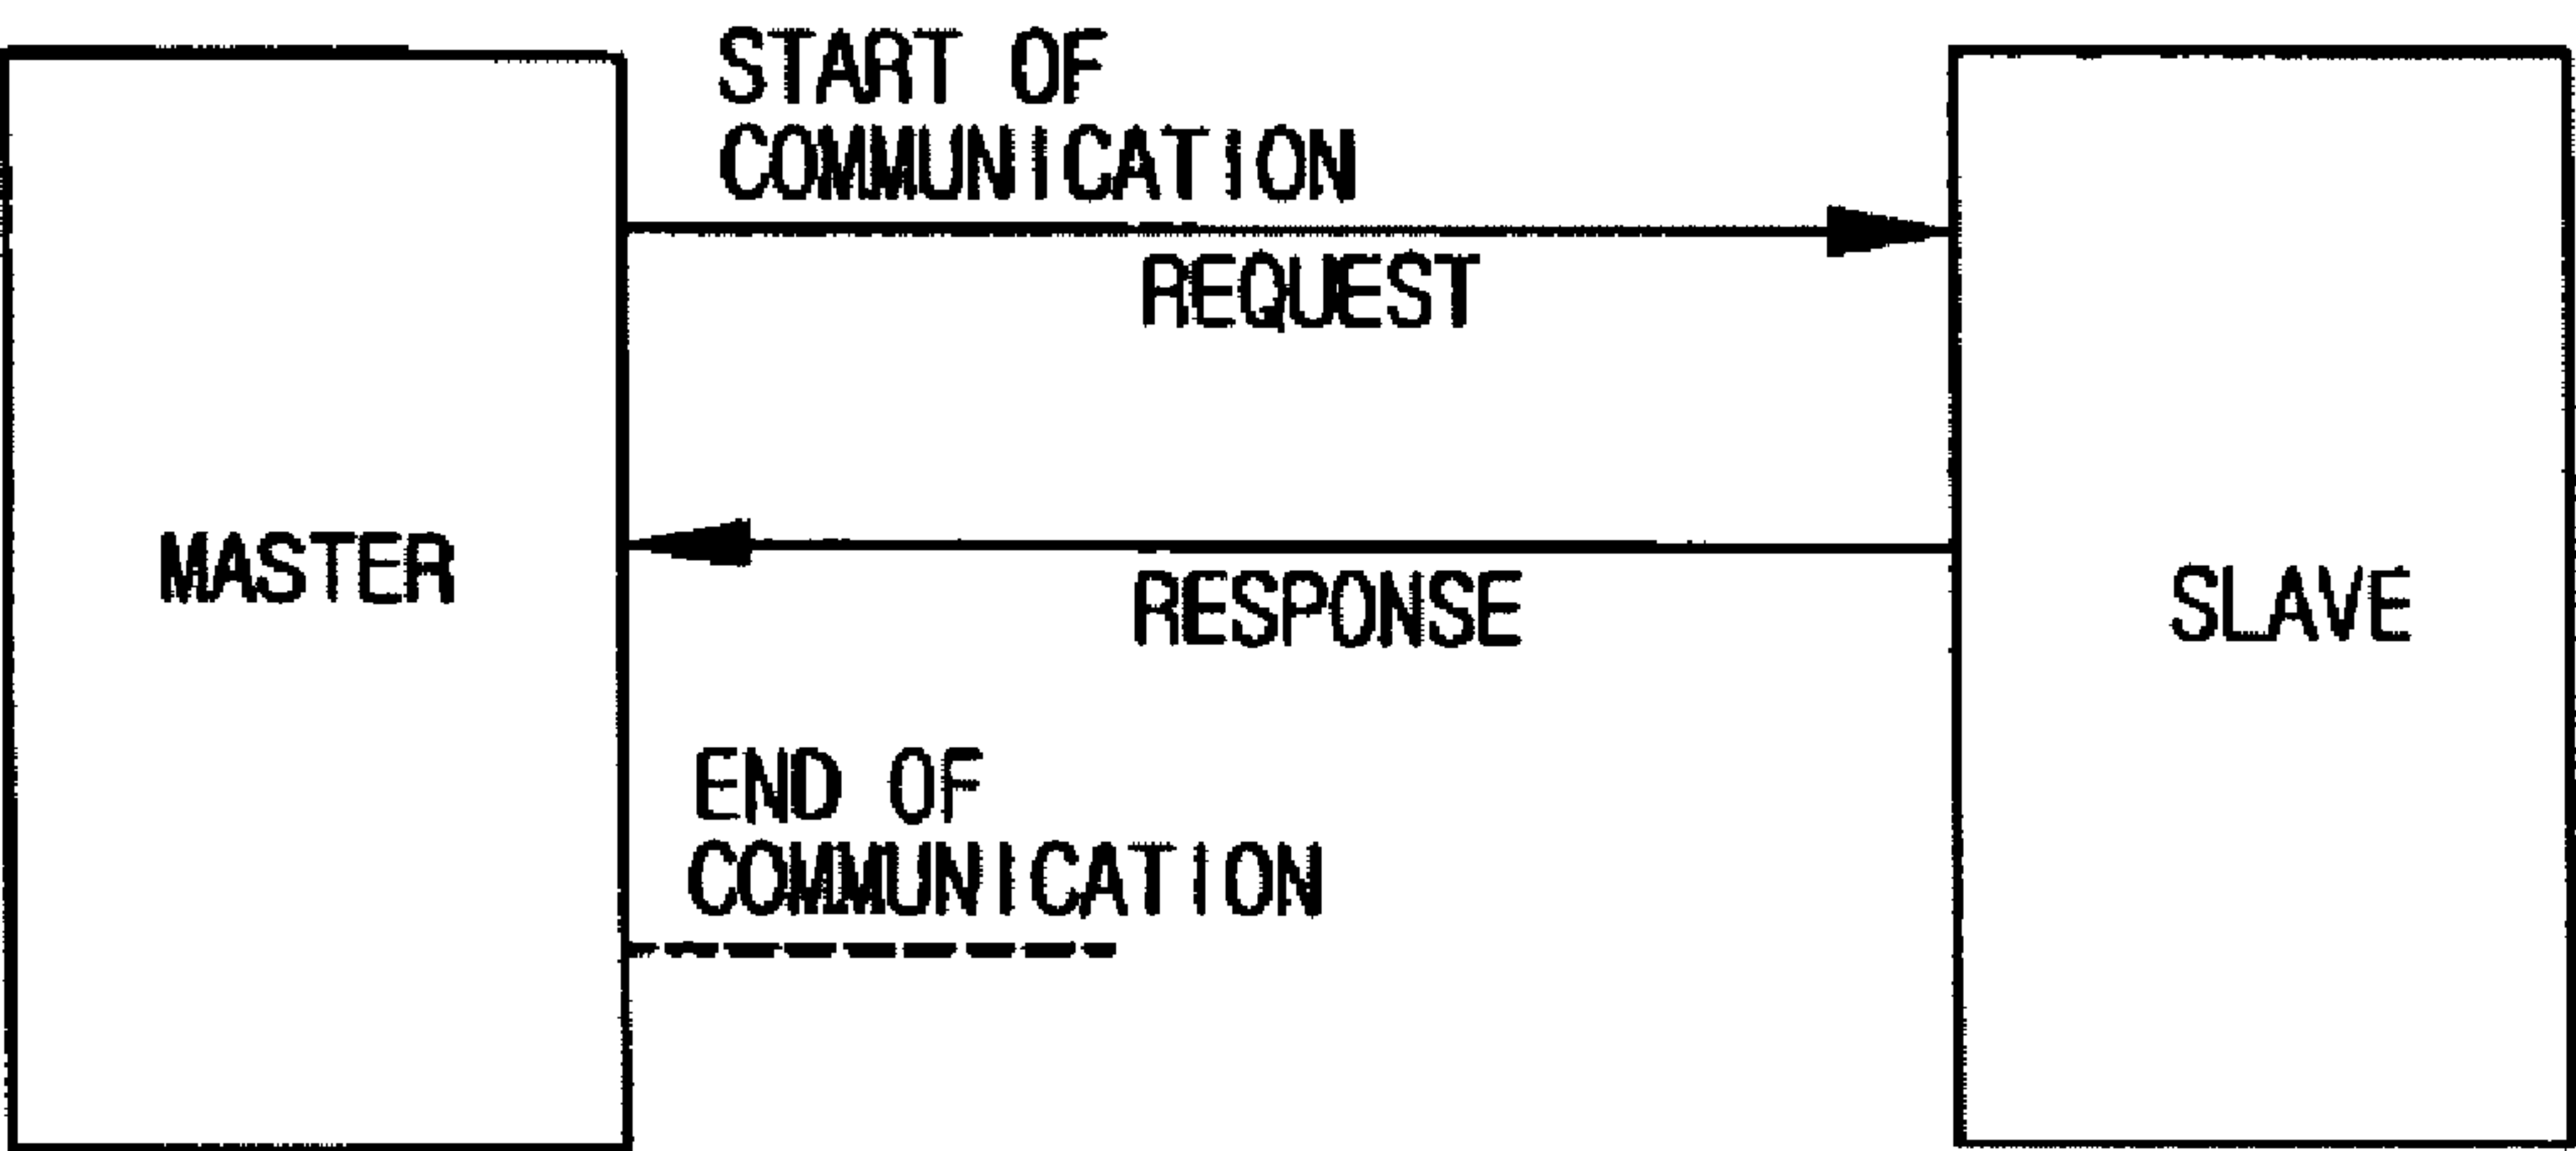 START OF
COMMUNICATION
REQUEST
MASTER
RESPONSE
SLAVE
END OF
COMMUNICATION